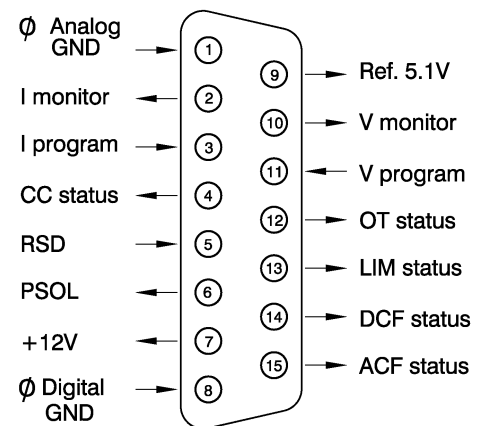 Ø Analog
GND
1
I monitor
2
I program
3
CC status
4
RSD
5
PSOL
6
+12V
7
Ø Digital
GND
8
9
Ref. 5.1V
10
V monitor
11
V program
12
OT status
13
LIM status
14
DCF status
15
ACF status